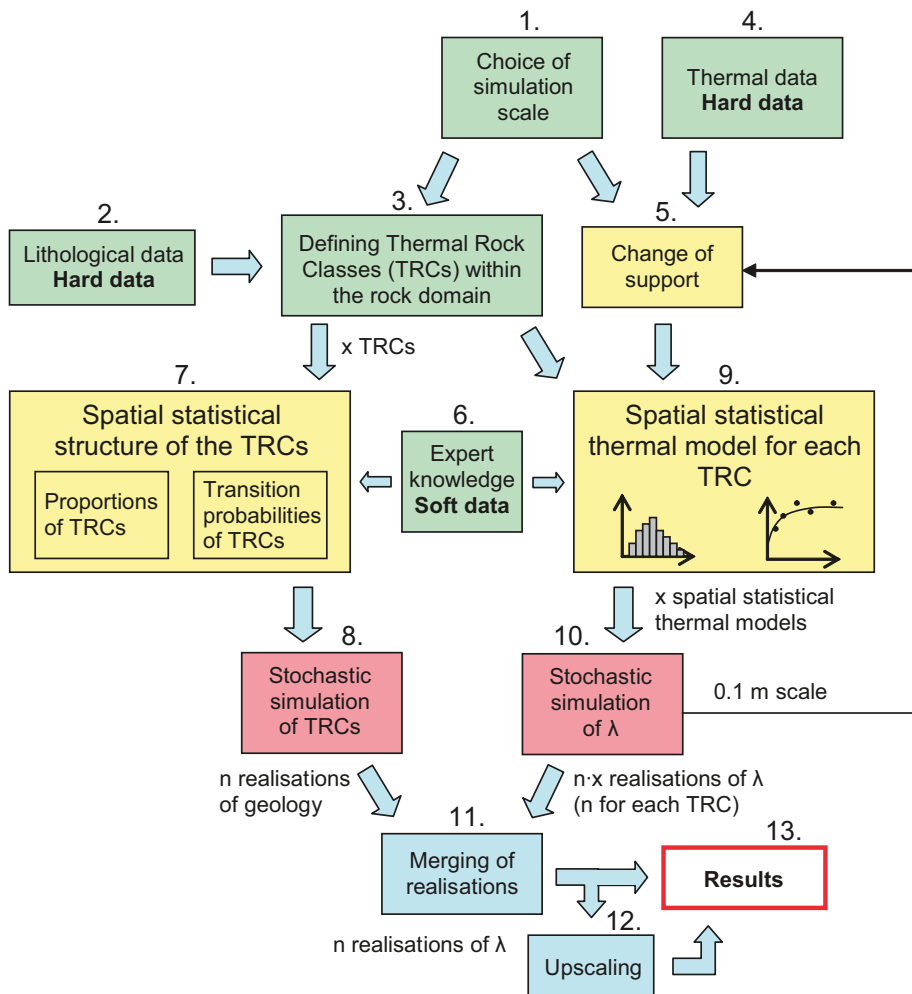 1.
Choice of
simulation
scale
4.
Thermal data
Hard data
2.
Lithological data
Hard data
3.
Defining Thermal Rock
Classes (TRCs) within
the rock domain
5.
Change of
support
x TRCs
7.
Spatial statistical
structure of the TRCs
Proportions
of TRCs
Transition
probabilities
of TRCs
6.
Expert
knowledge
Soft data
9.
Spatial statistical
thermal model for each
TRC
x spatial statistical
thermal models
8.
Stochastic
simulation
of TRCs
10.
Stochastic
simulation
of λ
0.1 m scale
n realisations
of geology
n·x realisations of λ
(n for each TRC)
11.
Merging of
realisations
13.
Results
n realisations of λ
12.
Upscaling